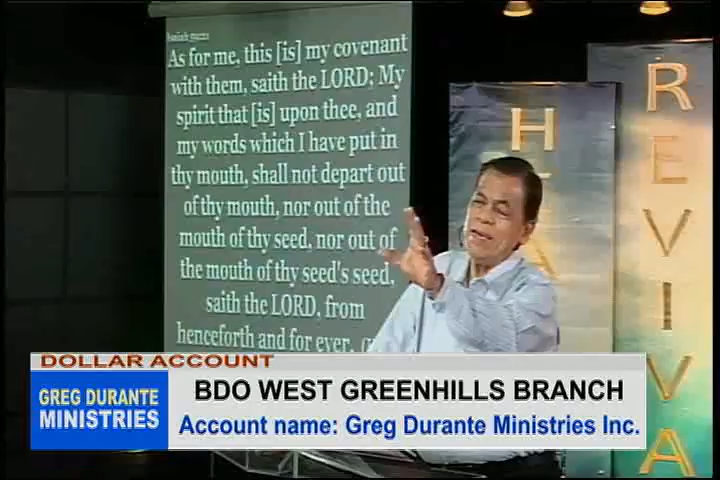 As for me, this [is] my covenant
with them, saith the LORD; My
spirit that [is] upon thee, and
my words which I have put in
thy mouth, shall not depart out
of thy mouth, nor out of the
mouth of thy seed, nor out of
the mouth of thy seed's seed,
saith the LORD, from
henceforth and for ever.
H
A
REVIVA
DOLLAR ACCOUNT
GREG DURANTE
MINISTRIES
BDO WEST GREENHILLS BRANCH
Account name: Greg Durante Ministries Inc.